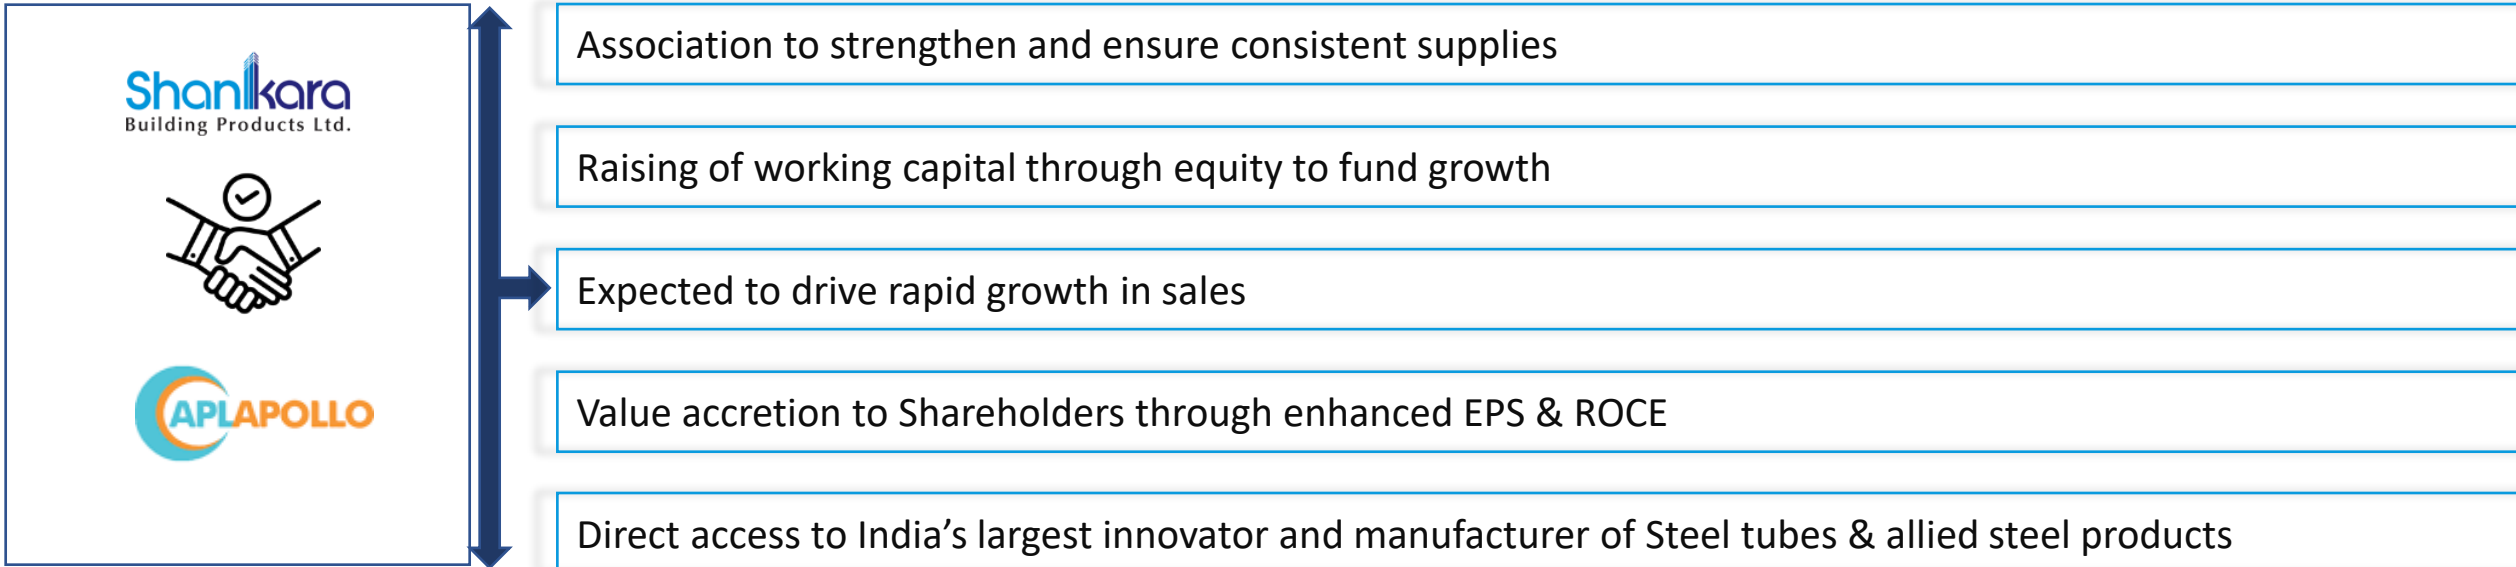 Shankara
Building Products Ltd.
APLAPOLLO
Association to strengthen and ensure consistent supplies
Raising of working capital through equity to fund growth
Expected to drive rapid growth in sales
Value accretion to Shareholders through enhanced EPS & ROCE
Direct access to India’s largest innovator and manufacturer of Steel tubes & allied steel products